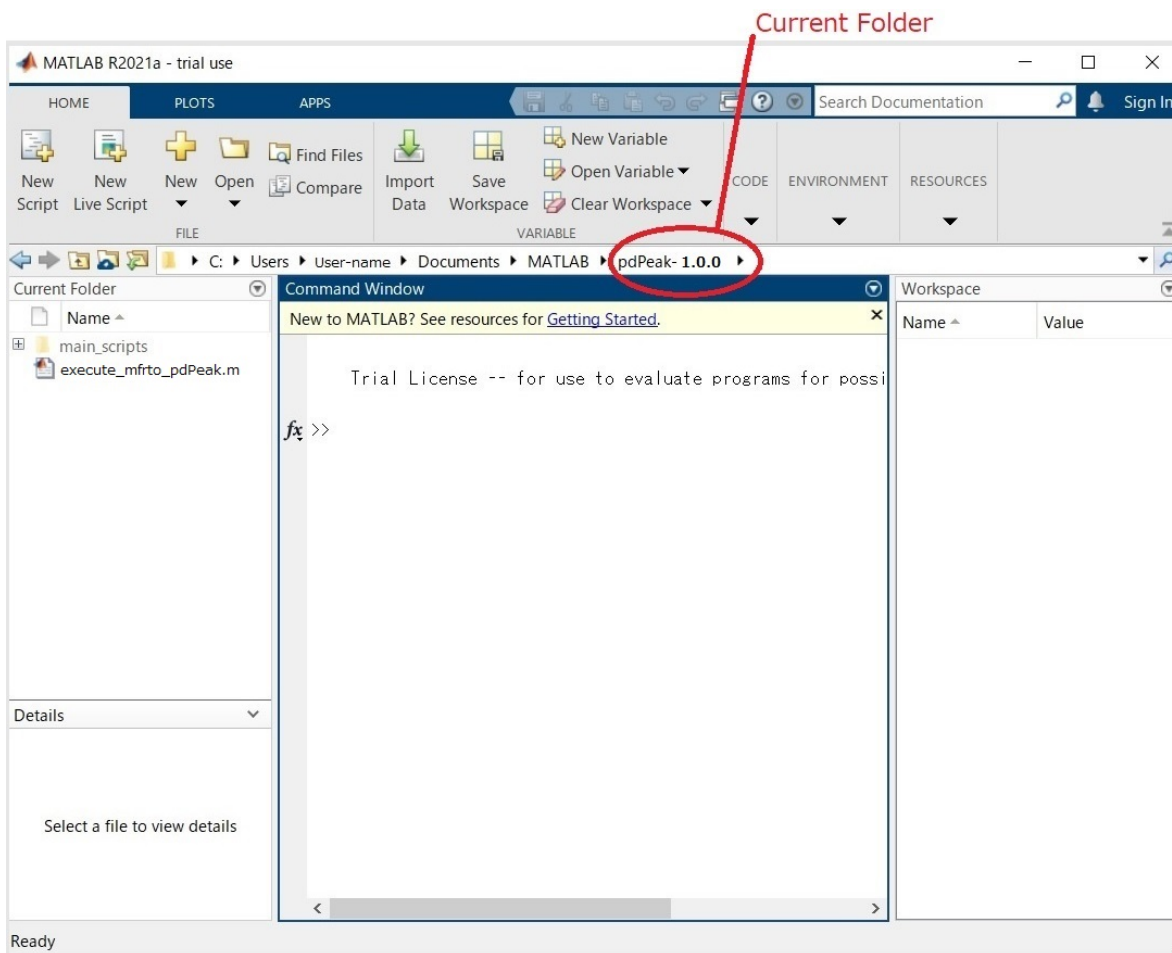 Current Folder
MATLAB R2021a - trial use
HOME PLOTS APPS Search Documentation Sign In
New Script
New Live Script
New
Open
Find Files
Compare
Import Data
Save Workspace
New Variable
Open Variable
Clear Workspace
CODE ENVIRONMENT RESOURCES
FILE VARIABLE
C: Users User-name Documents MATLAB pdPeak- 1.0.0
Current Folder
Name
main_scripts
execute_mfrto_pdPeak.m
Command Window
New to MATLAB? See resources for Getting Started.
Trial License -- for use to evaluate programs for possi
fx >>
Workspace
Name Value
Details
Select a file to view details
Ready